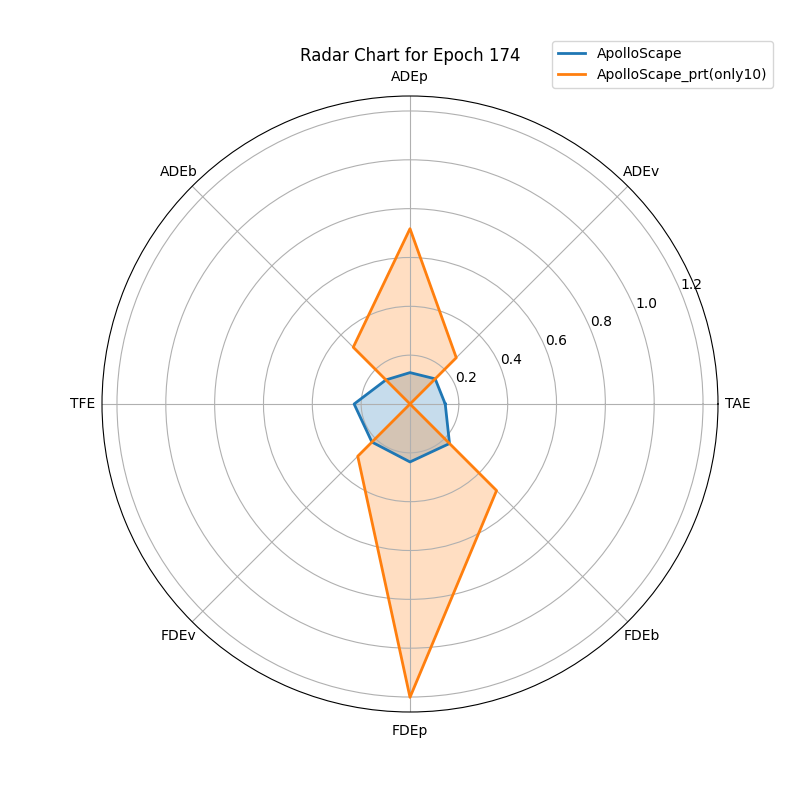 Radar Chart for Epoch 174
ApolloScape
ApolloScape_prt(only10)
ADEp
ADEb
ADEv
1.2
1.0
0.8
0.6
0.4
0.2
TFE
TAE
FDEv
FDEb
FDEp